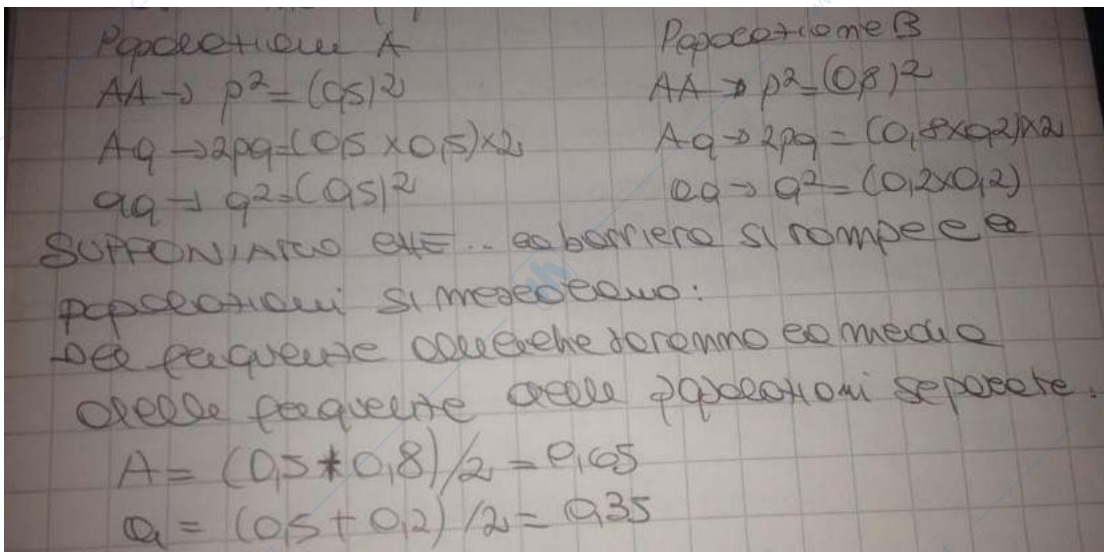 Popolazioni A Popolazione B
AA → p² = (0,5)² AA → p² (0,8)²
Aa → 2pq = (0,5 × 0,5) × 2 Aa → 2pq = (0,8 × 0,2) × 2
aa → q² = (0,5)² aa → q² = (0,2 × 0,2)
SUPPONIAMO CHE .. la barriera si rompe e le
popolazioni si mescolano:
→ le frequenze alleliche saranno la media
delle frequenze delle popolazioni separate.
A = (0,5 + 0,8) /2 = 0,65
a = (0,5 + 0,2) /2 = 0,35